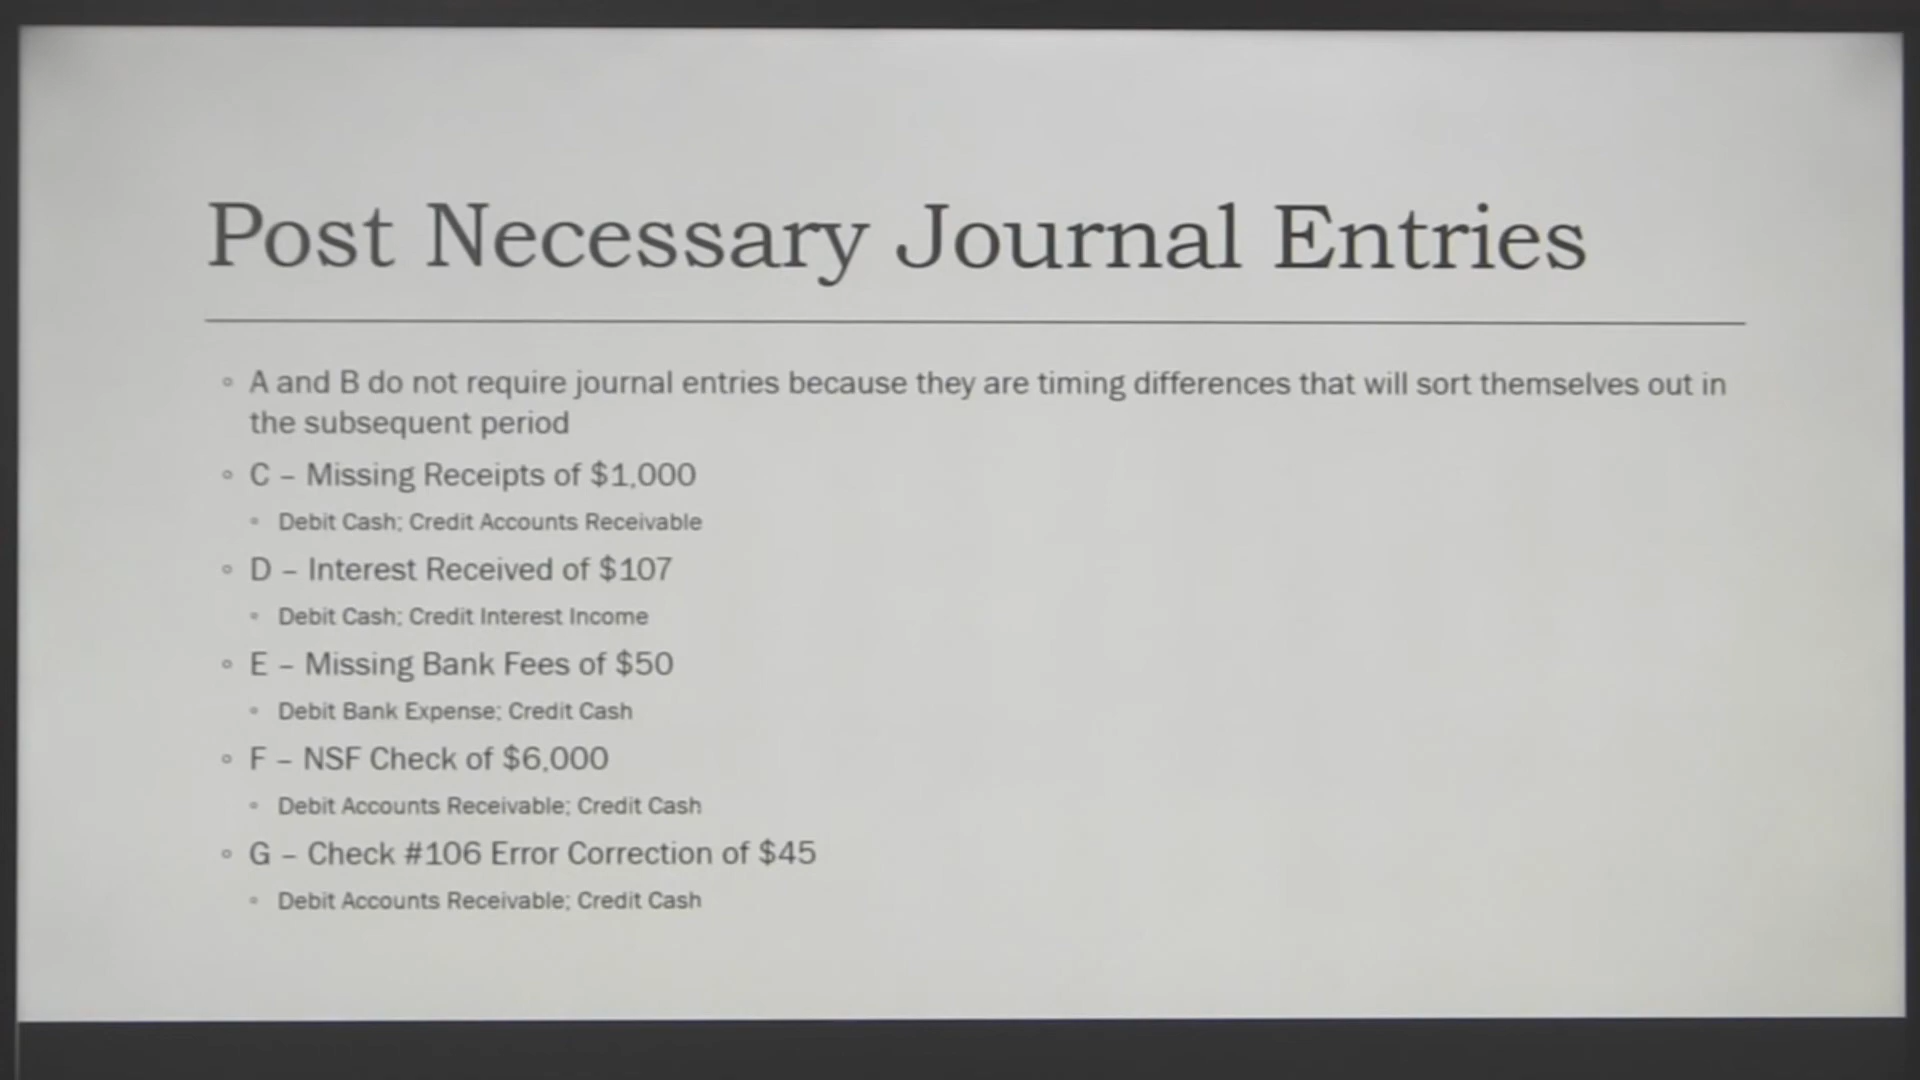 Post Necessary Journal Entries
A and B do not require journal entries because they are timing differences that will sort themselves out in
the subsequent period
C – Missing Receipts of $1,000
Debit Cash; Credit Accounts Receivable
D – Interest Received of $107
Debit Cash; Credit Interest Income
E – Missing Bank Fees of $50
Debit Bank Expense; Credit Cash
F – NSF Check of $6,000
Debit Accounts Receivable; Credit Cash
G – Check #106 Error Correction of $45
Debit Accounts Receivable; Credit Cash